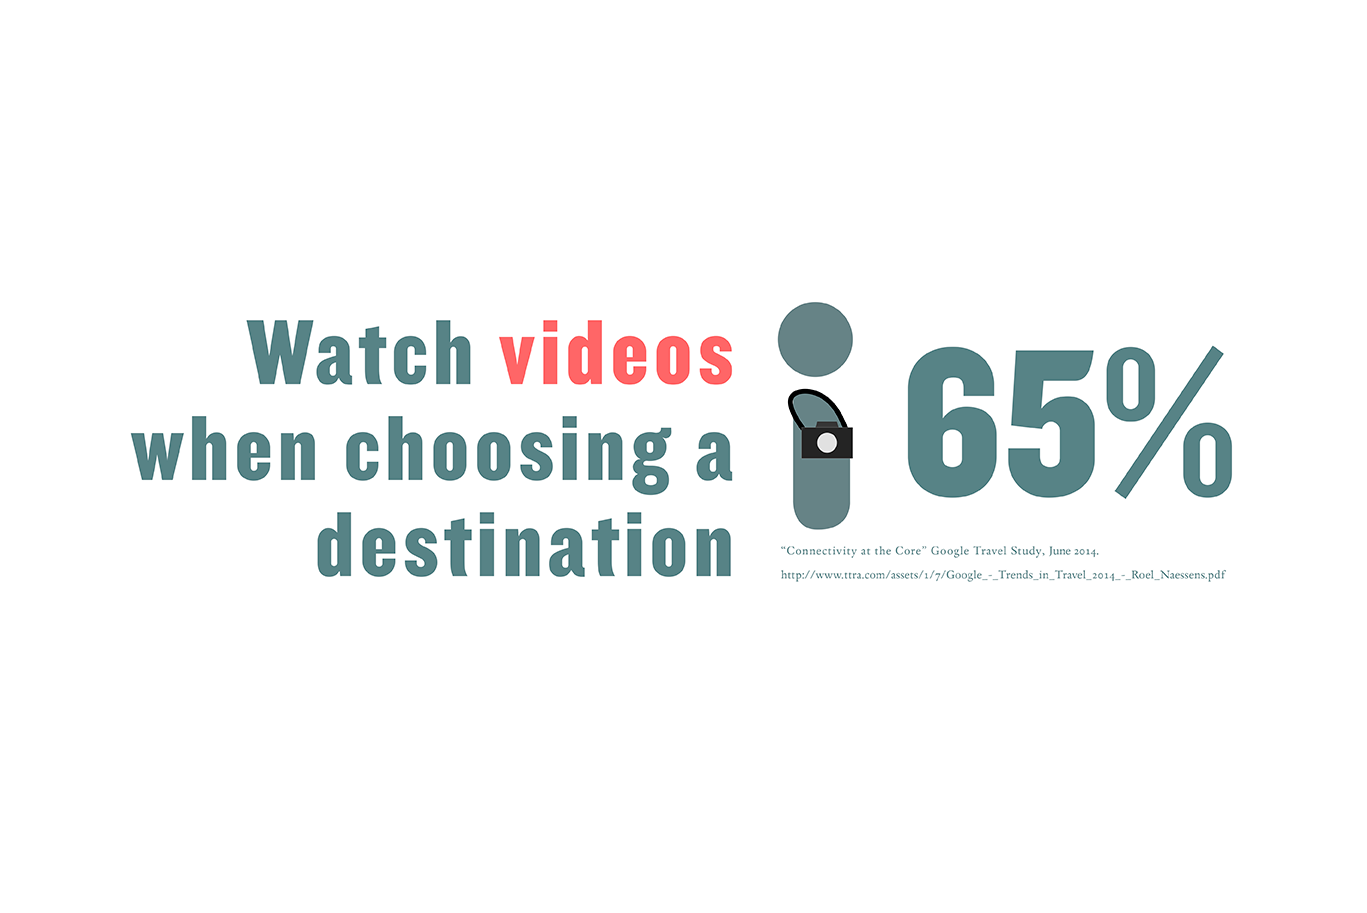 Watch videos
when choosing a
destination
65%
“Connectivity at the Core” Google Travel Study, June 2014.
http://www.ttra.com/assets/1/7/Google_-_Trends_in_Travel_2014_-_Roel_Naessens.pdf